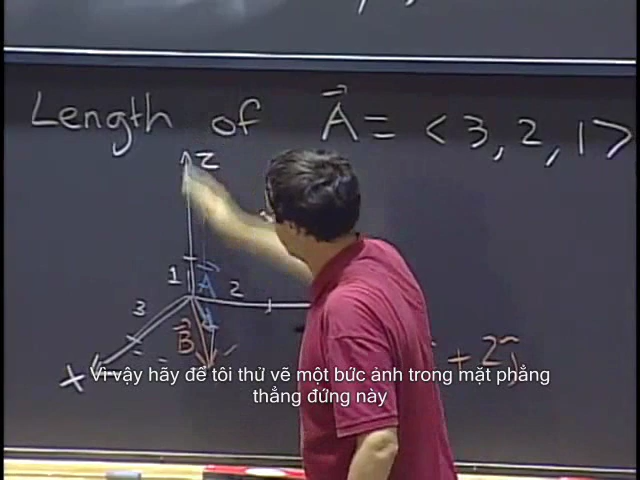 Length of A⃗ = <3, 2, 1>
z
1
A⃗
2
3
B⃗
x
+ 2ĵ
Vì vậy hãy để tôi thử vẽ một bức ảnh trong mặt phẳng
thẳng đứng này